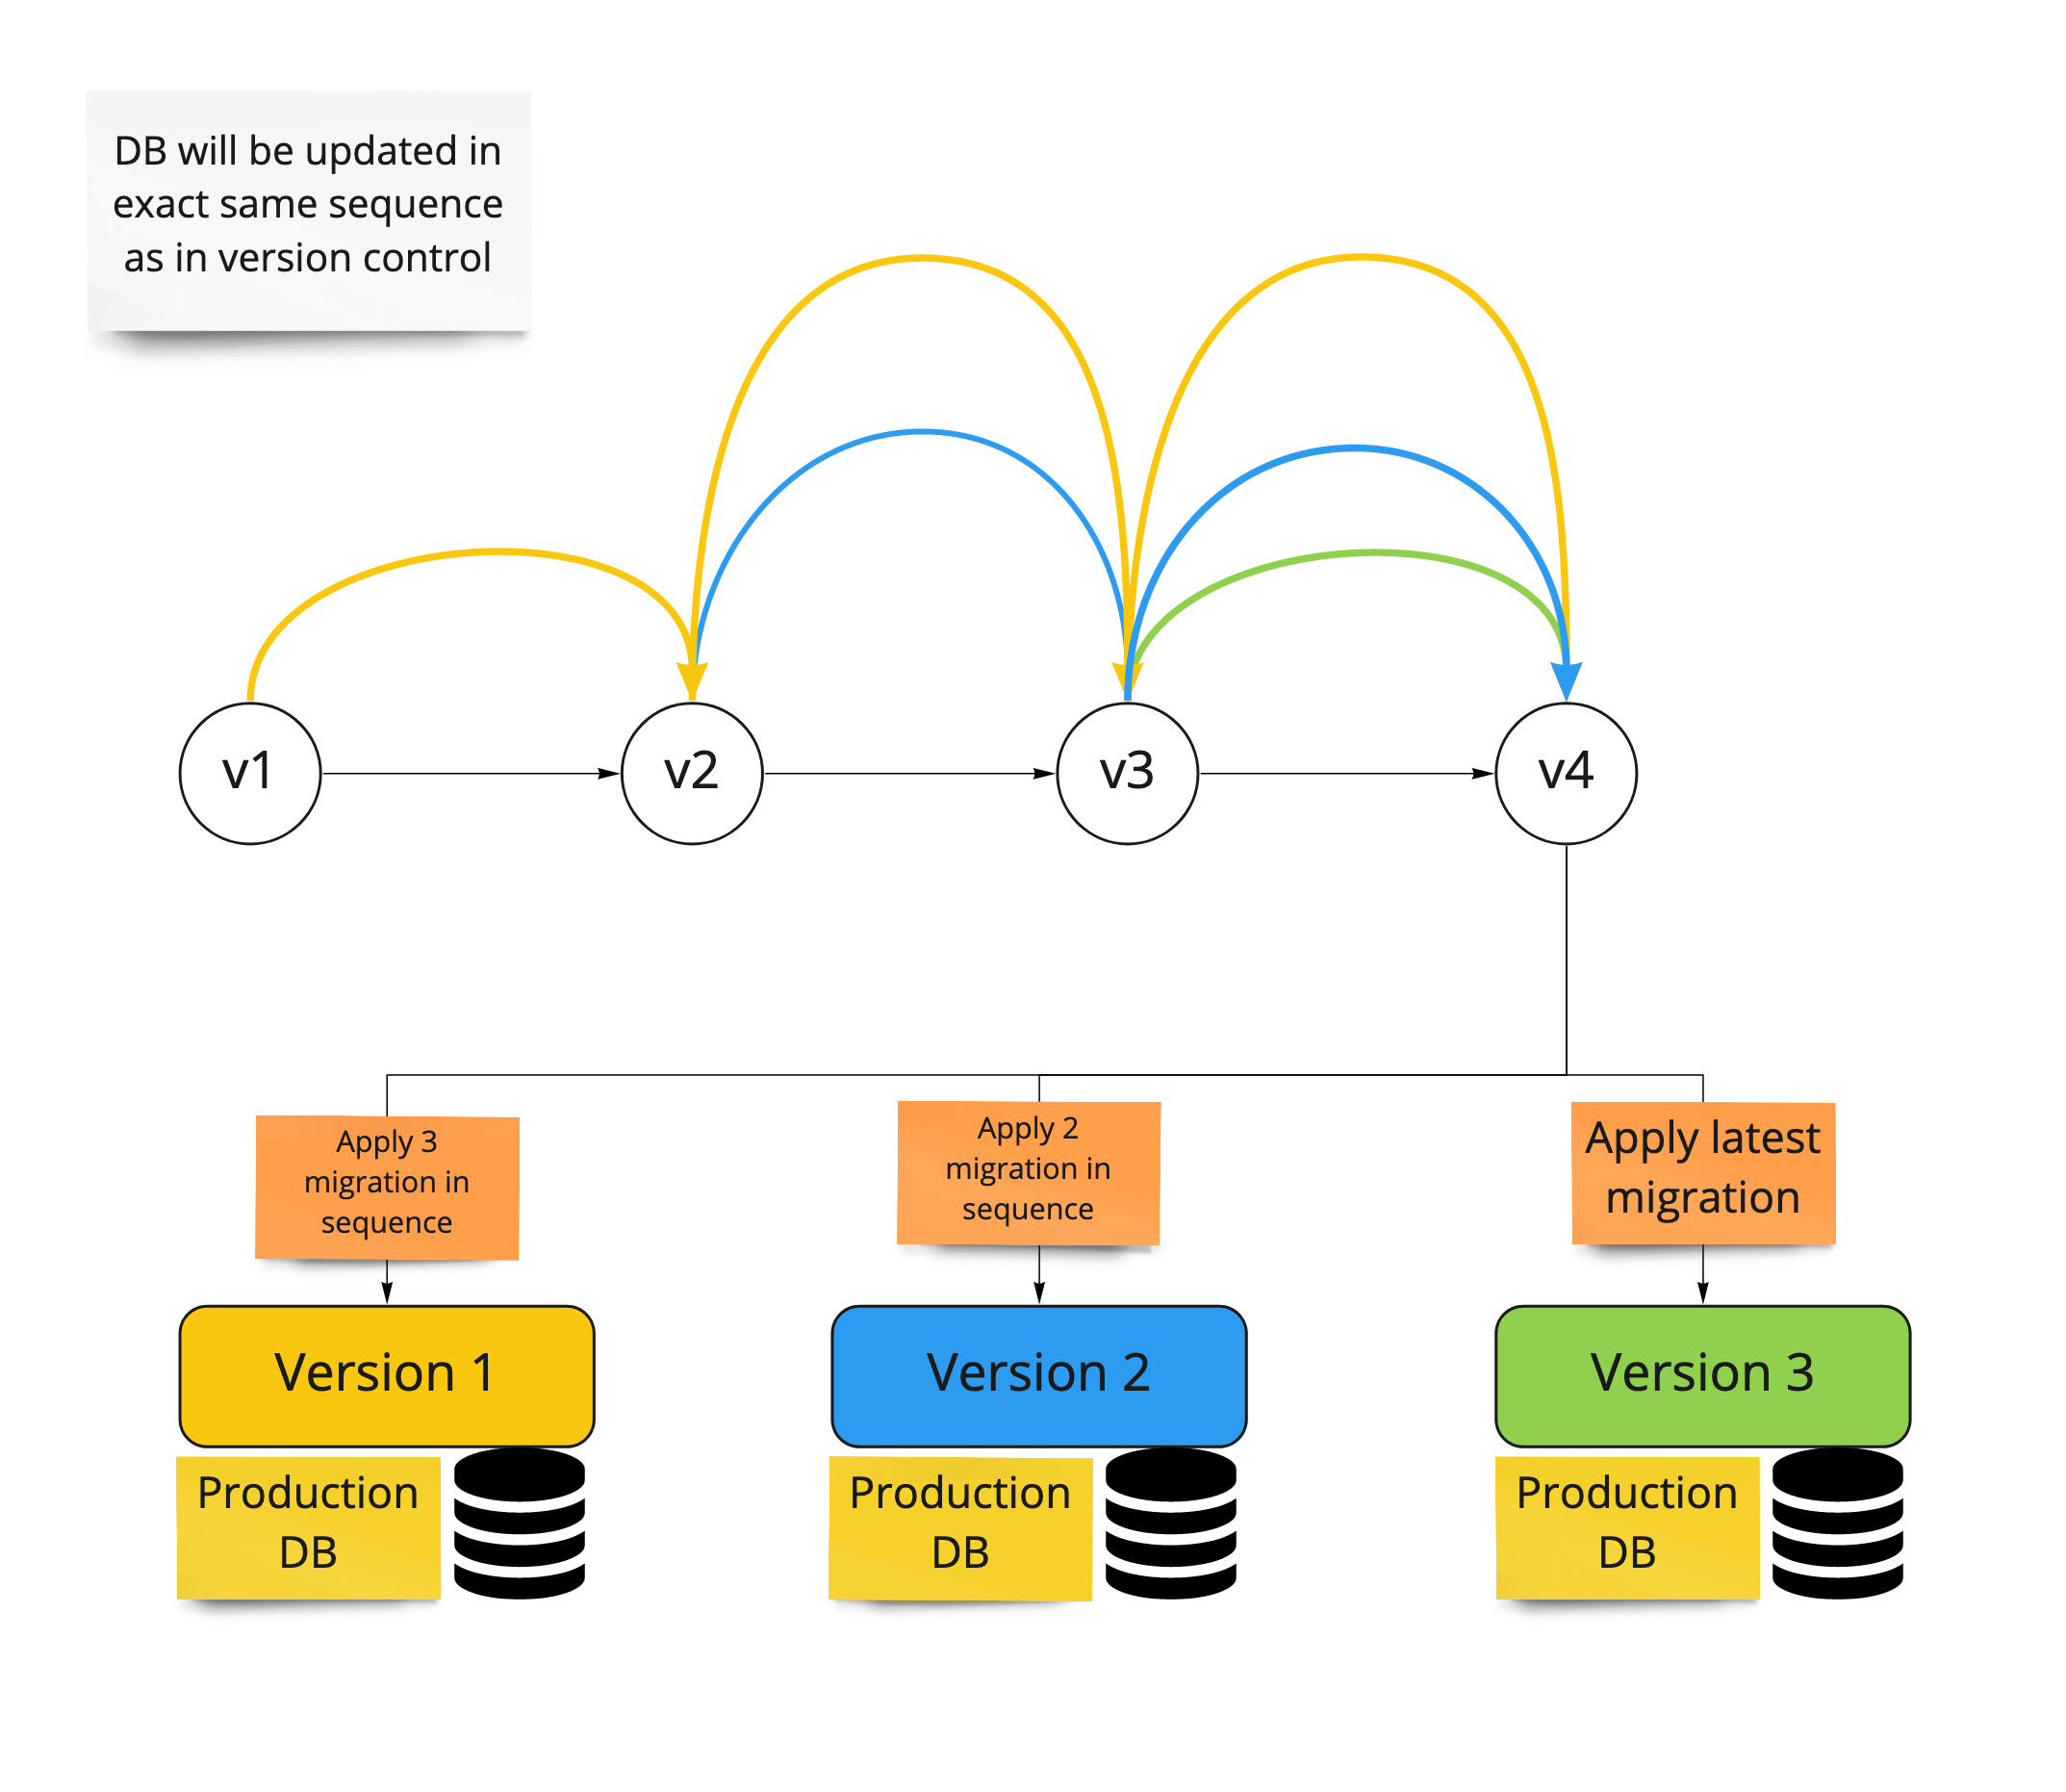 DB will be updated in
exact same sequence
as in version control
v1
v2
v3
v4
Apply 3
migration in
sequence
Apply 2
migration in
sequence
Apply latest
migration
Version 1
Version 2
Version 3
Production
DB
Production
DB
Production
DB